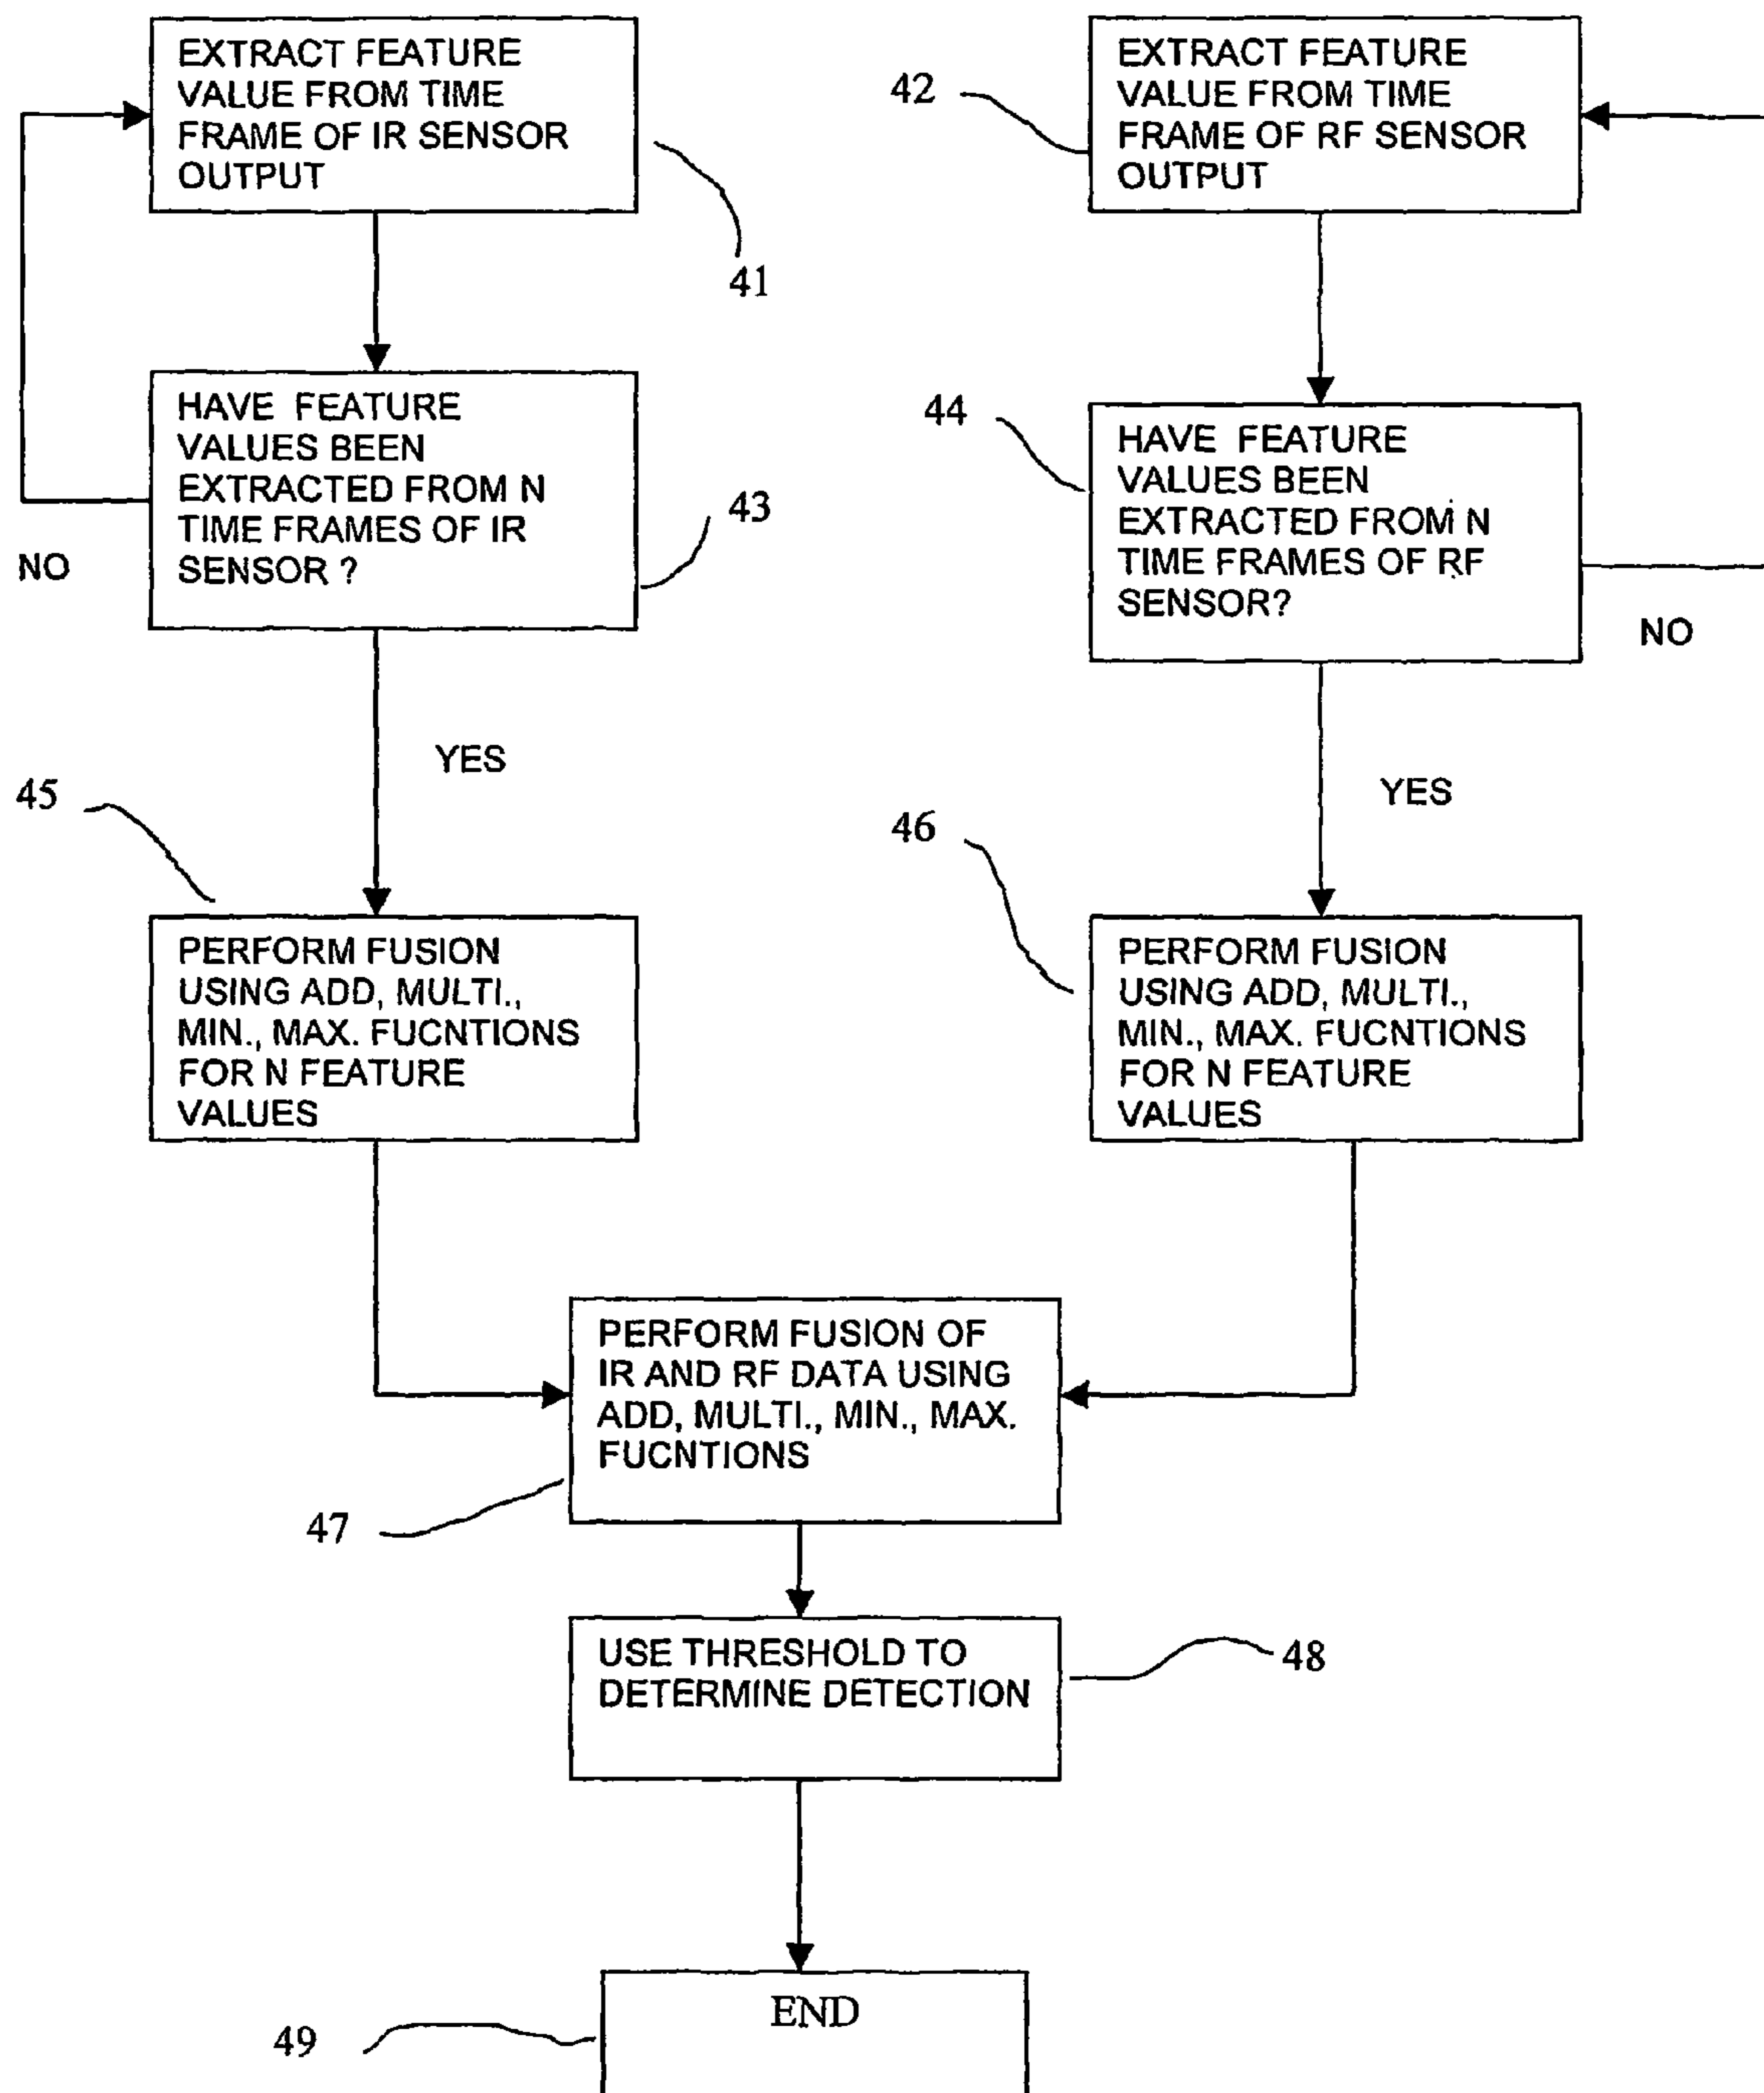 EXTRACT FEATURE
VALUE FROM TIME
FRAME OF IR SENSOR
OUTPUT
41
EXTRACT FEATURE
VALUE FROM TIME
FRAME OF RF SENSOR
OUTPUT
42
HAVE FEATURE
VALUES BEEN
EXTRACTED FROM N
TIME FRAMES OF IR
SENSOR ?
43
NO
YES
HAVE FEATURE
VALUES BEEN
EXTRACTED FROM N
TIME FRAMES OF RF
SENSOR?
44
NO
YES
45
PERFORM FUSION
USING ADD, MULTI.,
MIN., MAX. FUCNTIONS
FOR N FEATURE
VALUES
46
PERFORM FUSION
USING ADD, MULTI.,
MIN., MAX. FUCNTIONS
FOR N FEATURE
VALUES
PERFORM FUSION OF
IR AND RF DATA USING
ADD, MULTI., MIN., MAX.
FUCNTIONS
47
USE THRESHOLD TO
DETERMINE DETECTION
48
END
49